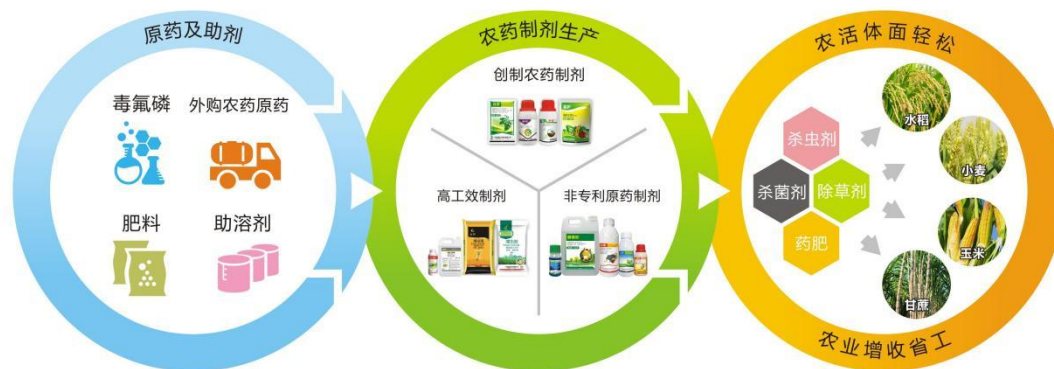 原药及助剂
毒氟磷
外购农药原药
肥料
助溶剂
农药制剂生产
创制农药制剂
高工效制剂
非专利原药制剂
农活体面轻松
杀虫剂
杀菌剂
除草剂
药肥
水稻
小麦
玉米
甘蔗
农业增收省工